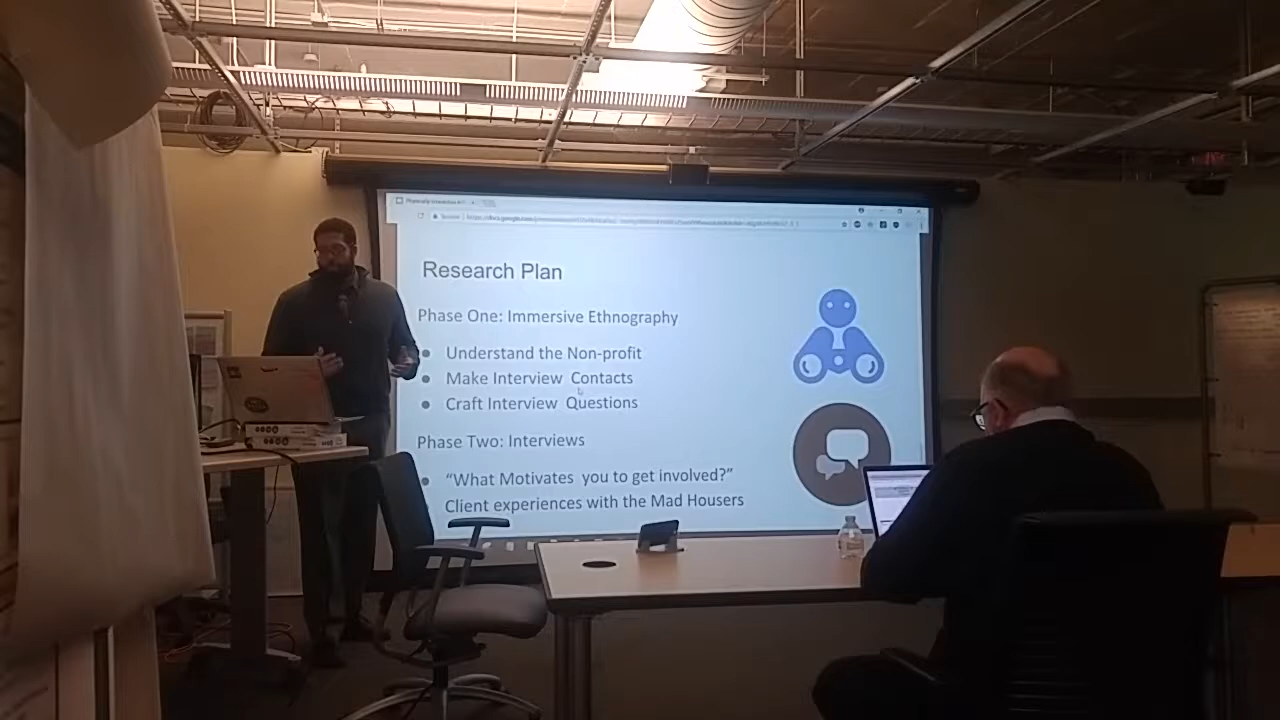 Research Plan
Phase One: Immersive Ethnography
Understand the Non-profit
Make Interview Contacts
Craft Interview Questions
Phase Two: Interviews
“What Motivates you to get involved?”
Client experiences with the Mad Housers